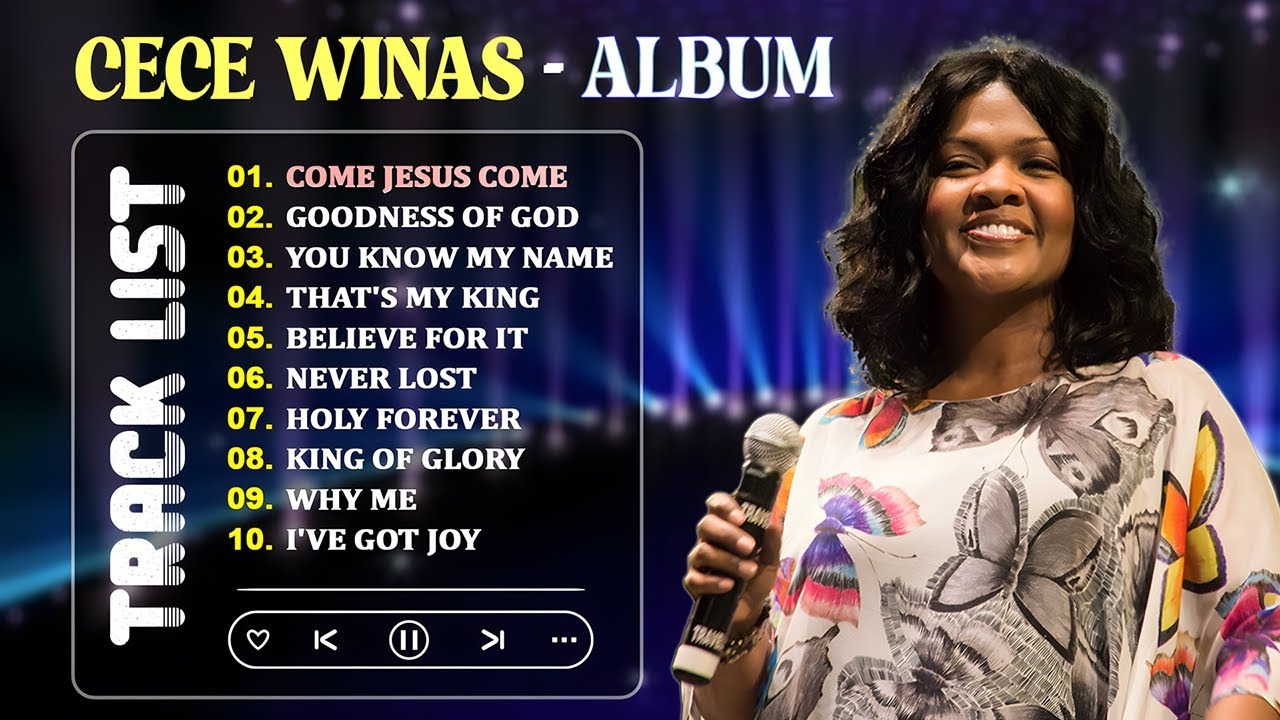 CECE WINAS - ALBUM
TRACK LIST
01. COME JESUS COME
02. GOODNESS OF GOD
03. YOU KNOW MY NAME
04. THAT'S MY KING
05. BELIEVE FOR IT
06. NEVER LOST
07. HOLY FOREVER
08. KING OF GLORY
09. WHY ME
10. I'VE GOT JOY